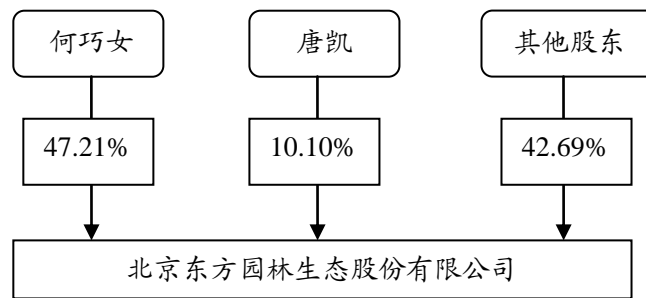 何巧女 唐凯 其他股东
47.21% 10.10% 42.69%
北京东方园林生态股份有限公司